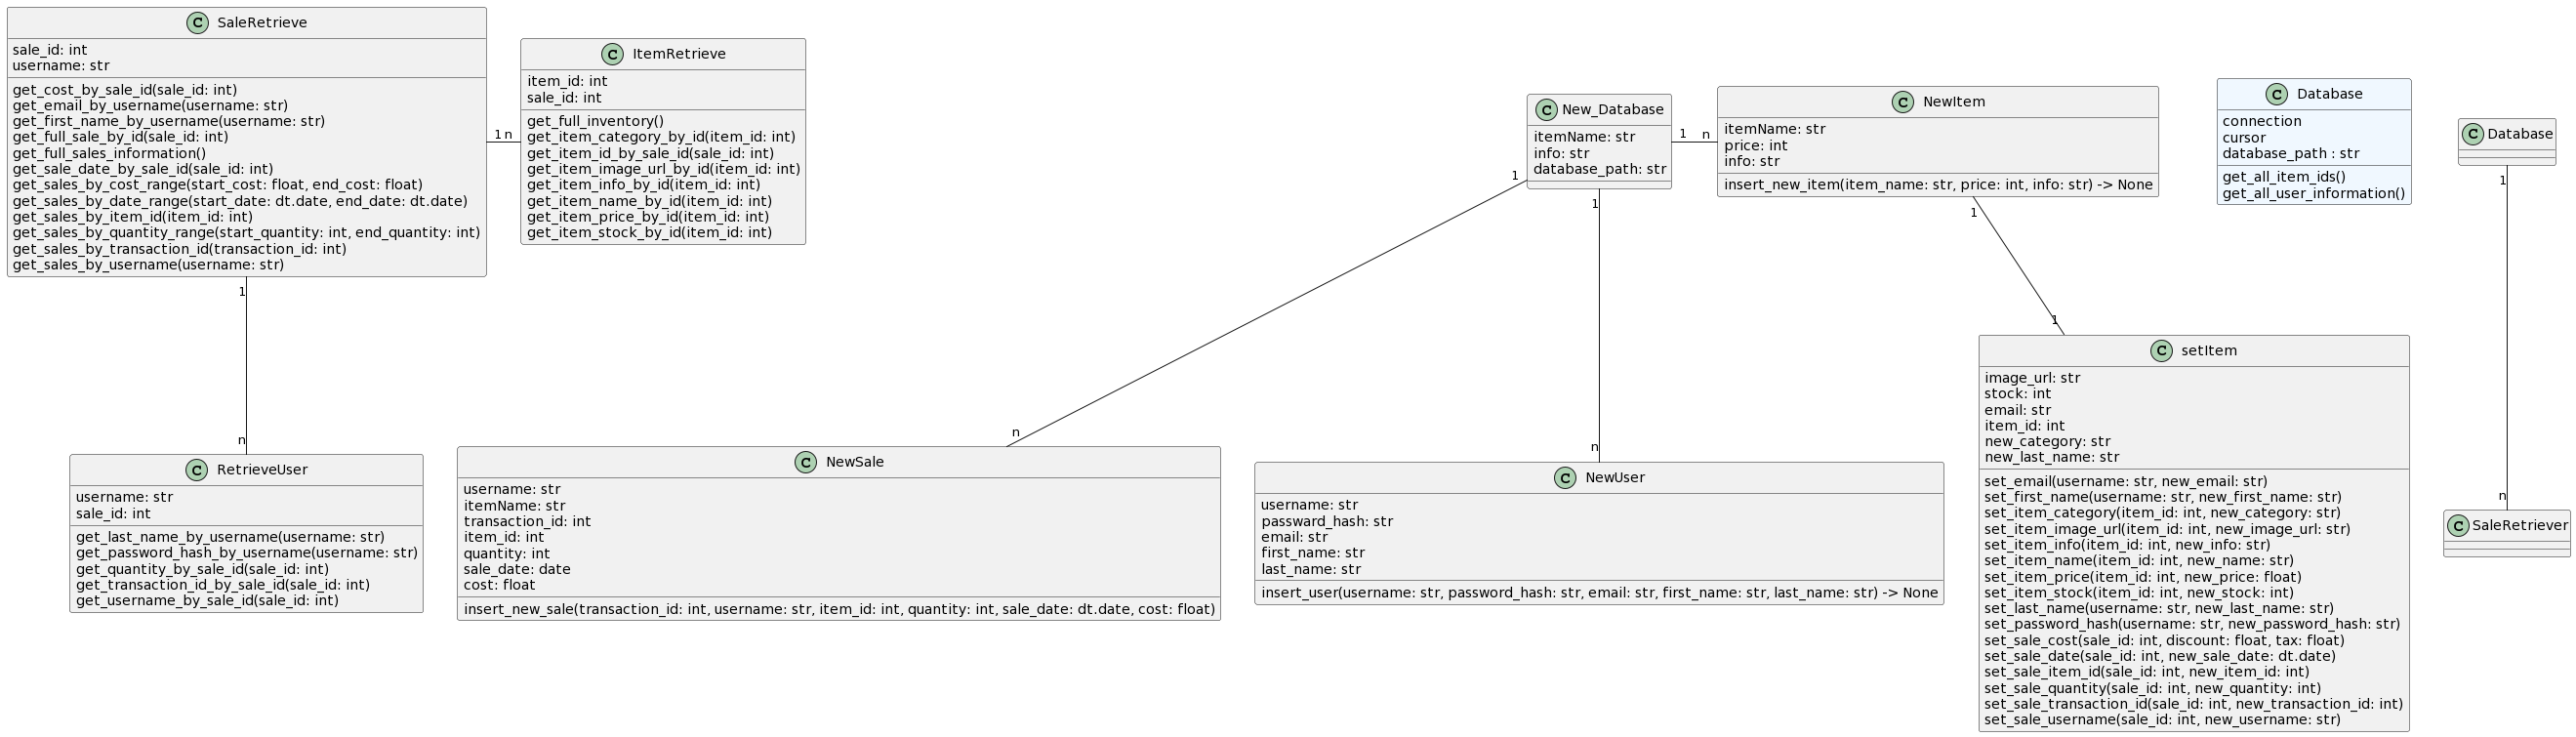 C SaleRetrieve
sale_id: int
username: str
get_cost_by_sale_id(sale_id: int)
get_email_by_username(username: str)
get_first_name_by_username(username: str)
get_full_sale_by_id(sale_id: int)
get_full_sales_information()
get_sale_date_by_sale_id(sale_id: int)
get_sales_by_cost_range(start_cost: float, end_cost: float)
get_sales_by_date_range(start_date: dt.date, end_date: dt.date)
get_sales_by_item_id(item_id: int)
get_sales_by_quantity_range(start_quantity: int, end_quantity: int)
get_sales_by_transaction_id(transaction_id: int)
get_sales_by_username(username: str)
1 n
C ItemRetrieve
item_id: int
sale_id: int
get_full_inventory()
get_item_category_by_id(item_id: int)
get_item_id_by_sale_id(sale_id: int)
get_item_image_url_by_id(item_id: int)
get_item_info_by_id(item_id: int)
get_item_name_by_id(item_id: int)
get_item_price_by_id(item_id: int)
get_item_stock_by_id(item_id: int)
C New_Database
itemName: str
info: str
database_path: str
1 n
C NewItem
itemName: str
price: int
info: str
insert_new_item(item_name: str, price: int, info: str) -> None
C Database
connection
cursor
database_path : str
get_all_item_ids()
get_all_user_information()
C Database
1
1
1
1
1
1
n
n
n
n
C RetrieveUser
username: str
sale_id: int
get_last_name_by_username(username: str)
get_password_hash_by_username(username: str)
get_quantity_by_sale_id(sale_id: int)
get_transaction_id_by_sale_id(sale_id: int)
get_username_by_sale_id(sale_id: int)
C NewSale
username: str
itemName: str
transaction_id: int
item_id: int
quantity: int
sale_date: date
cost: float
insert_new_sale(transaction_id: int, username: str, item_id: int, quantity: int, sale_date: dt.date, cost: float)
C NewUser
username: str
passward_hash: str
email: str
first_name: str
last_name: str
insert_user(username: str, password_hash: str, email: str, first_name: str, last_name: str) -> None
C setItem
image_url: str
stock: int
email: str
item_id: int
new_category: str
new_last_name: str
set_email(username: str, new_email: str)
set_first_name(username: str, new_first_name: str)
set_item_category(item_id: int, new_category: str)
set_item_image_url(item_id: int, new_image_url: str)
set_item_info(item_id: int, new_info: str)
set_item_name(item_id: int, new_name: str)
set_item_price(item_id: int, new_price: float)
set_item_stock(item_id: int, new_stock: int)
set_last_name(username: str, new_last_name: str)
set_password_hash(username: str, new_password_hash: str)
set_sale_cost(sale_id: int, discount: float, tax: float)
set_sale_date(sale_id: int, new_sale_date: dt.date)
set_sale_item_id(sale_id: int, new_item_id: int)
set_sale_quantity(sale_id: int, new_quantity: int)
set_sale_transaction_id(sale_id: int, new_transaction_id: int)
set_sale_username(sale_id: int, new_username: str)
C SaleRetriever